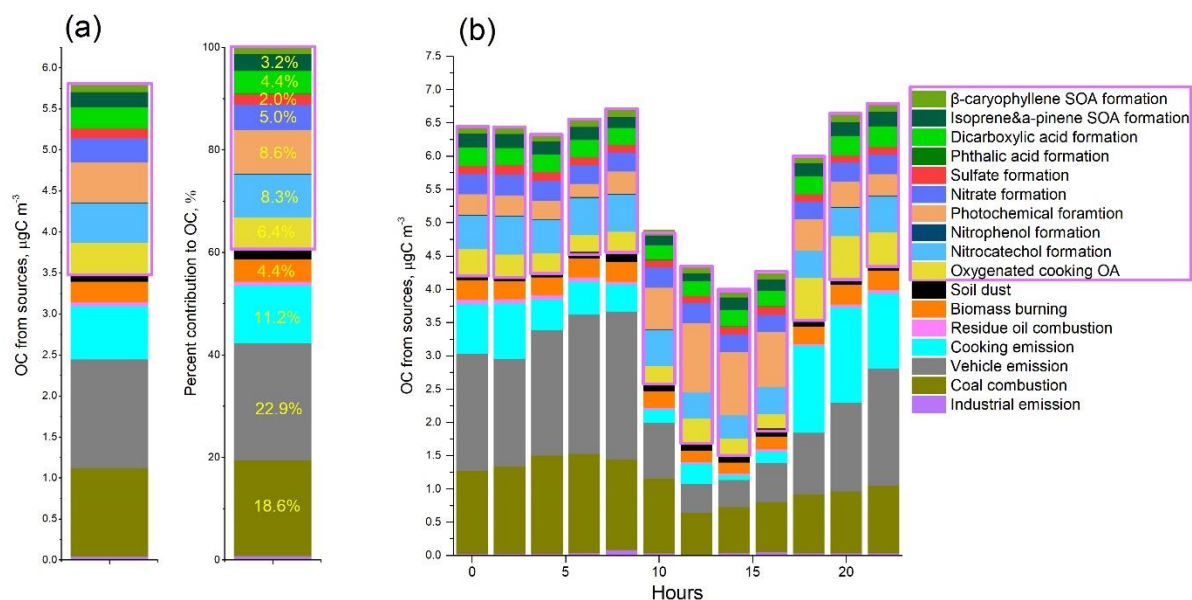 (a)
OC from sources, µgC m⁻³
6.0
5.5
5.0
4.5
4.0
3.5
3.0
2.5
2.0
1.5
1.0
0.5
0.0
Percent contribution to OC, %
100
80
60
40
20
0
3.2%
4.4%
2.0%
5.0%
8.6%
8.3%
6.4%
4.4%
11.2%
22.9%
18.6%
(b)
OC from sources, µgC m⁻³
7.5
7.0
6.5
6.0
5.5
5.0
4.5
4.0
3.5
3.0
2.5
2.0
1.5
1.0
0.5
0.0
0 5 10 15 20
Hours
β-caryophyllene SOA formation
Isoprene&a-pinene SOA formation
Dicarboxylic acid formation
Phthalic acid formation
Sulfate formation
Nitrate formation
Photochemical foramtion
Nitrophenol formation
Nitrocatechol formation
Oxygenated cooking OA
Soil dust
Biomass burning
Residue oil combustion
Cooking emission
Vehicle emission
Coal combustion
Industrial emission